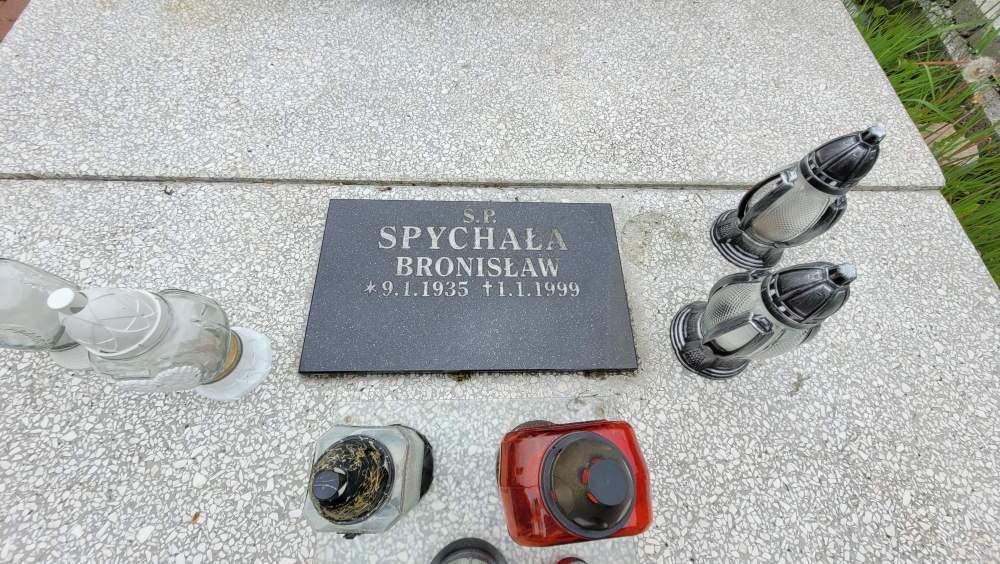 Ś.P.
SPYCHAŁA
BRONISŁAW
*9.1.1935 †1.1.1999